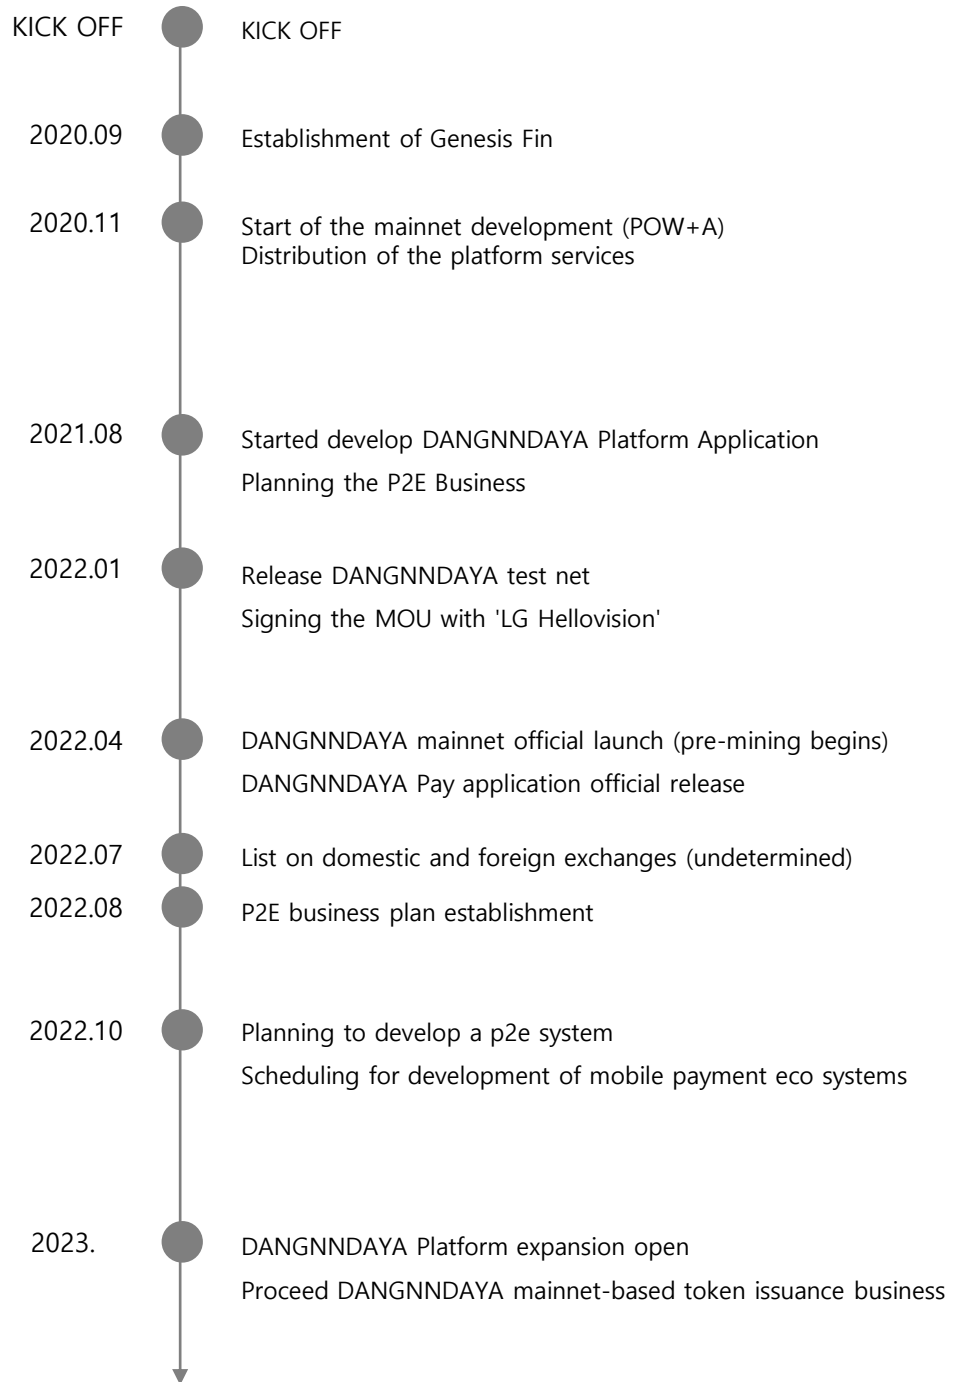 KICK OFF
KICK OFF
2020.09
Establishment of Genesis Fin
2020.11
Start of the mainnet development (POW+A)
Distribution of the platform services
2021.08
Started develop DANGNNDAYA Platform Application
Planning the P2E Business
2022.01
Release DANGNNDAYA test net
Signing the MOU with 'LG Hellovision'
2022.04
DANGNNDAYA mainnet official launch (pre-mining begins)
DANGNNDAYA Pay application official release
2022.07
List on domestic and foreign exchanges (undetermined)
2022.08
P2E business plan establishment
2022.10
Planning to develop a p2e system
Scheduling for development of mobile payment eco systems
2023.
DANGNNDAYA Platform expansion open
Proceed DANGNNDAYA mainnet-based token issuance business